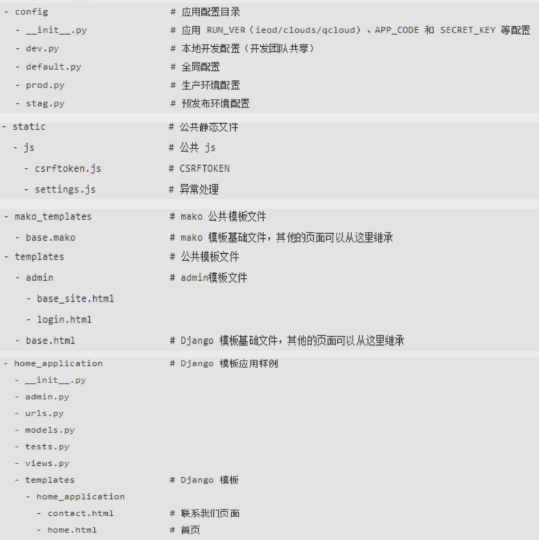 - config # 应用配置目录
- __init__.py # 应用 RUN_VER（ieod/clouds/qcloud）、APP_CODE 和 SECRET_KEY 等配置
- dev.py # 本地开发配置（开发团队共享）
- default.py # 全局配置
- prod.py # 生产环境配置
- stag.py # 预发布环境配置
- static # 公共静态文件
- js # 公共 js
- csrftoken.js # CSRFTOKEN
- settings.js # 异常处理
- mako_templates # mako 公共模板文件
- base.mako # mako 模板基础文件，其他的页面可以从这里继承
- templates # 公共模板文件
- admin # admin模板文件
- base_site.html
- login.html
- base.html # Django 模板基础文件，其他的页面可以从这里继承
- home_application # Django 模板应用样例
- __init__.py
- admin.py
- urls.py
- models.py
- tests.py
- views.py
- templates # Django 模板
- home_application
- contact.html # 联系我们页面
- home.html # 首页